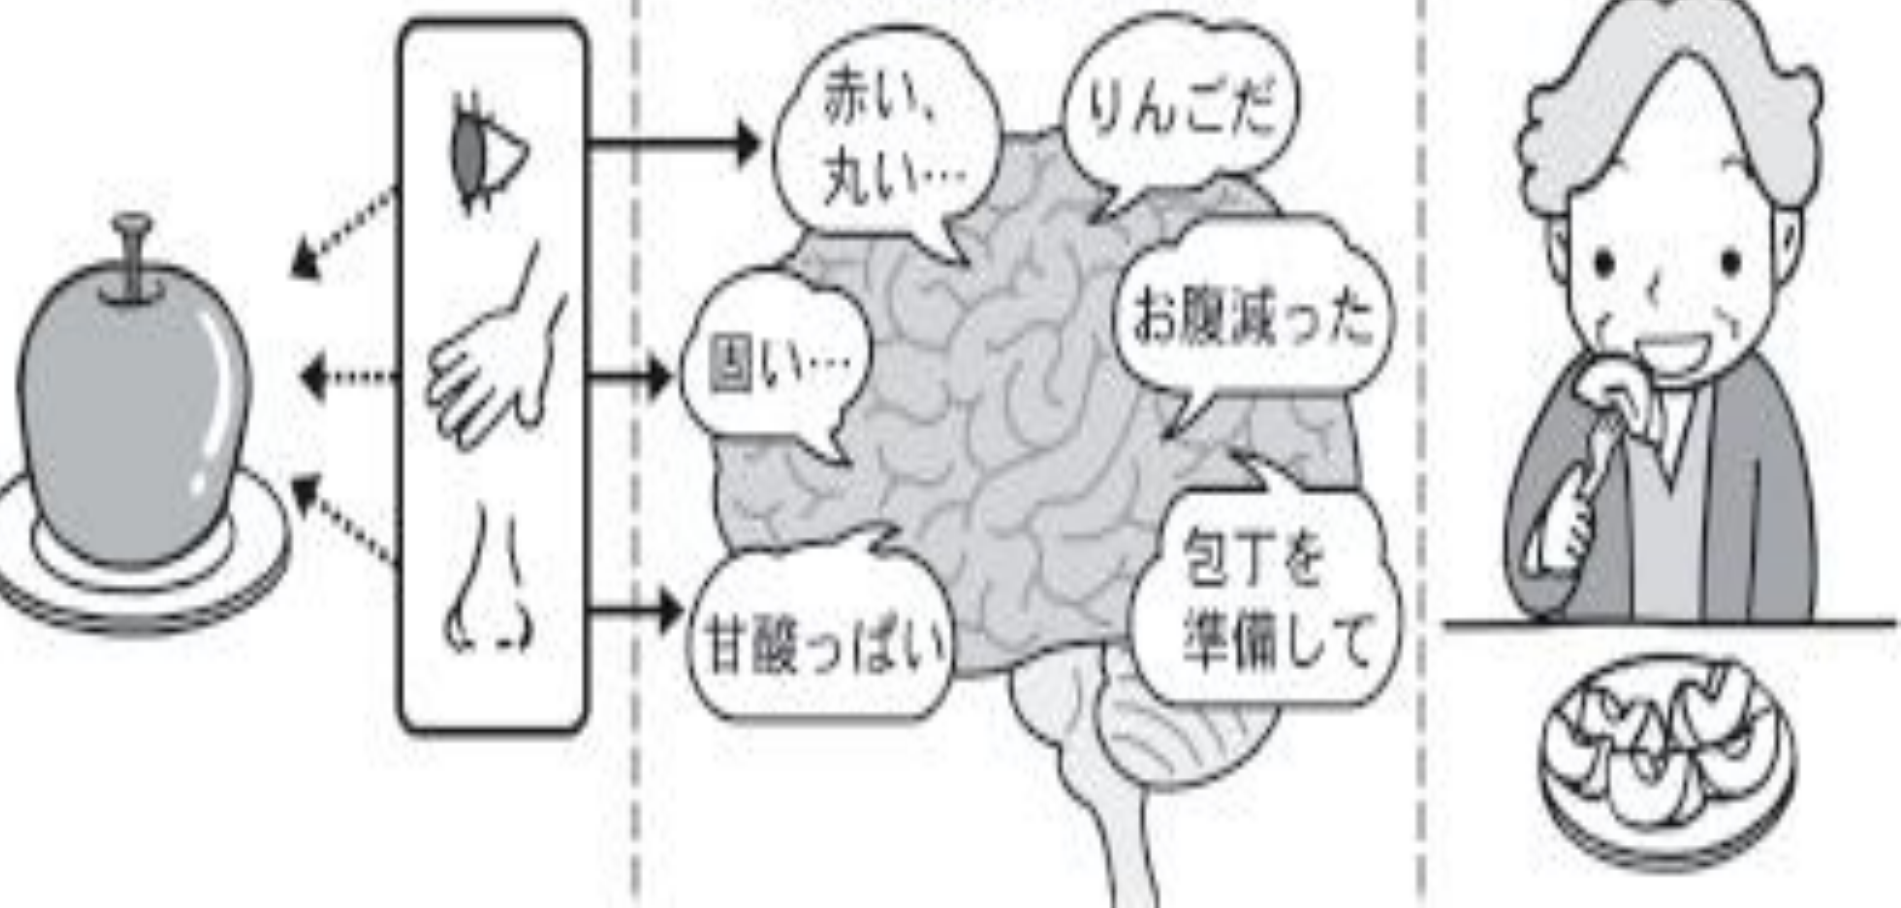 赤い、
丸い…
りんごだ
固い…
お腹減った
甘酸っぱい
包丁を
準備して